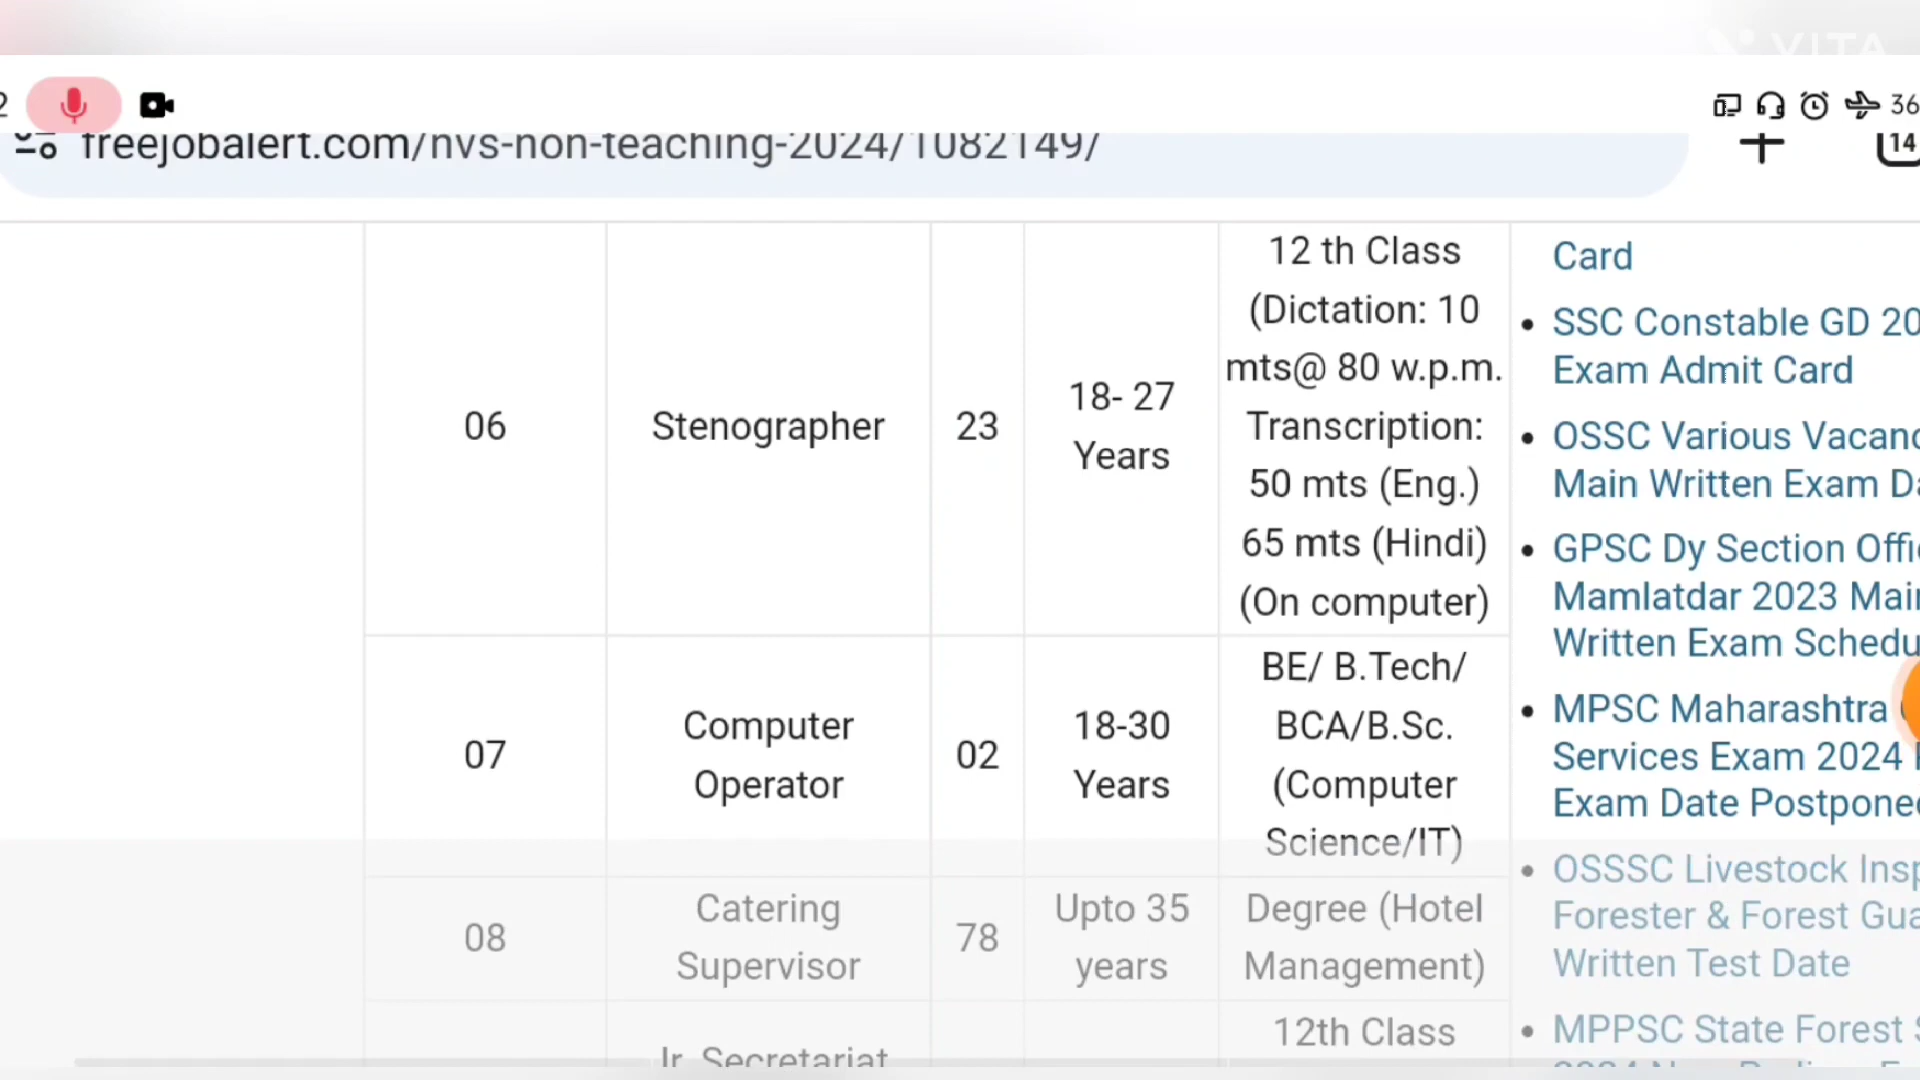 VITA
2
36
freejobalert.com/nvs-non-teaching-2024/1082149/
14
06
Stenographer
23
18- 27
Years
12 th Class
(Dictation: 10
mts@ 80 w.p.m.
Transcription:
50 mts (Eng.)
65 mts (Hindi)
(On computer)
07
Computer
Operator
02
18-30
Years
BE/ B.Tech/
BCA/B.Sc.
(Computer
Science/IT)
08
Catering
Supervisor
78
Upto 35
years
Degree (Hotel
Management)
Jr. Secretariat
12th Class
Card
SSC Constable GD 20
Exam Admit Card
OSSC Various Vacanc
Main Written Exam Da
GPSC Dy Section Offi
Mamlatdar 2023 Mai
Written Exam Schedu
MPSC Maharashtra
Services Exam 2024
Exam Date Postpone
OSSSC Livestock Insp
Forester & Forest Gua
Written Test Date
MPPSC State Forest S